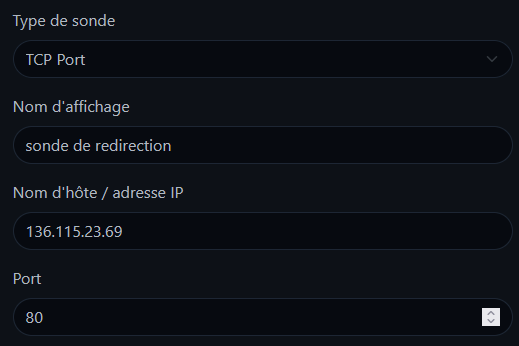 Type de sonde
TCP Port
Nom d'affichage
sonde de redirection
Nom d'hôte / adresse IP
136.115.23.69
Port
80